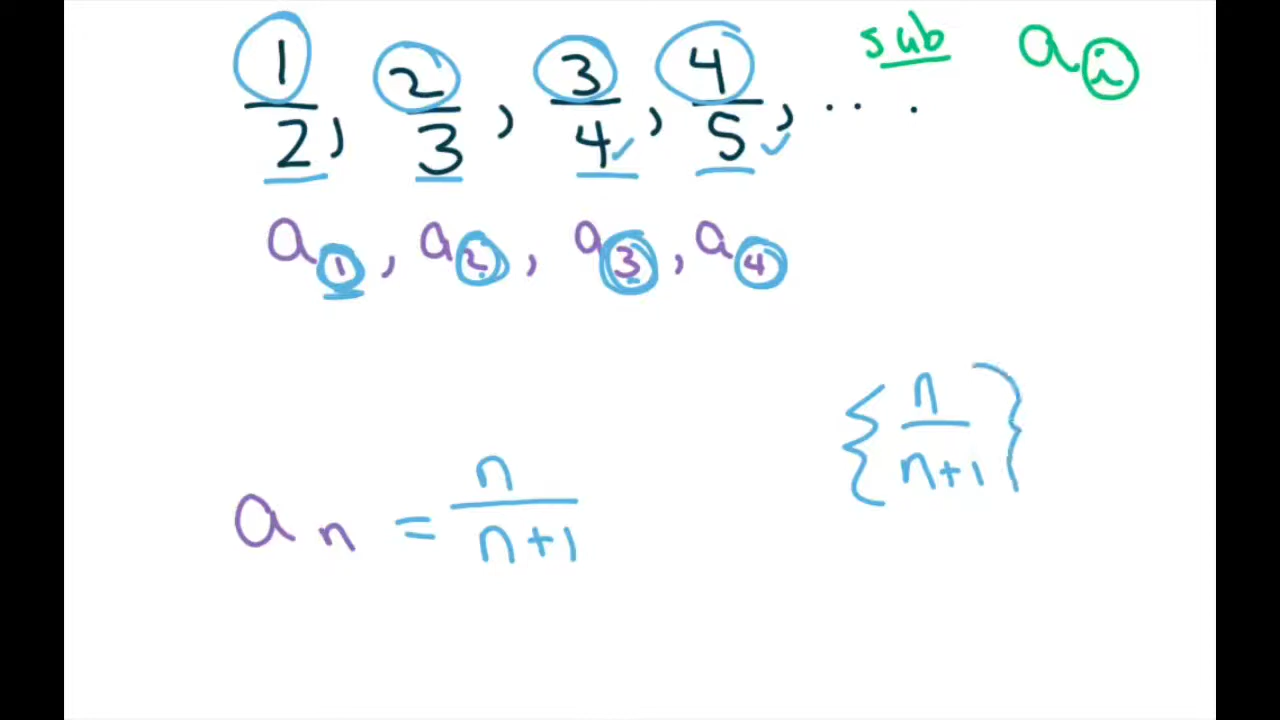 1/2, 2/3, 3/4, 4/5, ... sub a_i
a_1, a_2, a_3, a_4
{n/(n+1)}
a_n = n/(n+1)